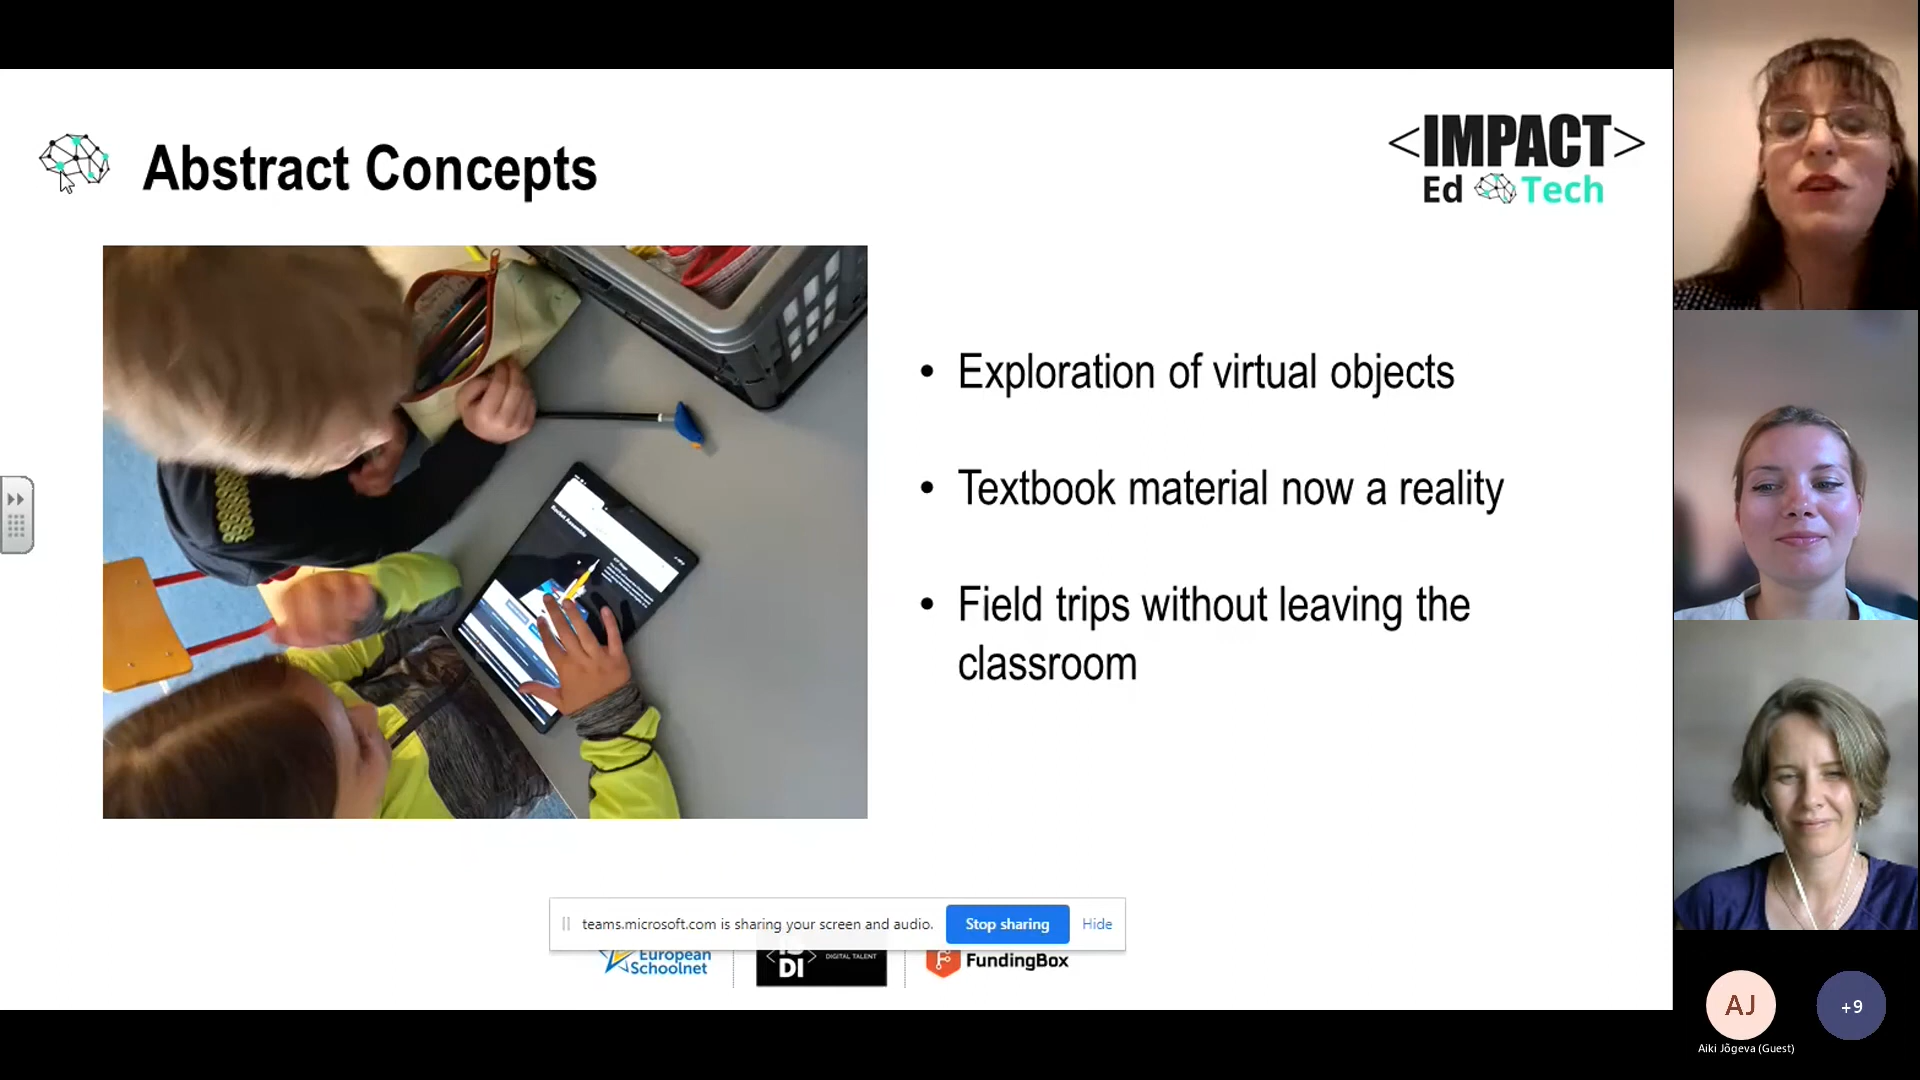 Abstract Concepts
<IMPACT>
Ed Tech
• Exploration of virtual objects
• Textbook material now a reality
• Field trips without leaving the
classroom
teams.microsoft.com is sharing your screen and audio.
Stop sharing
Hide
European
Schoolnet
DI
DIGITAL TALENT
FundingBox
AJ
+9
Aiki Jõgeva (Guest)